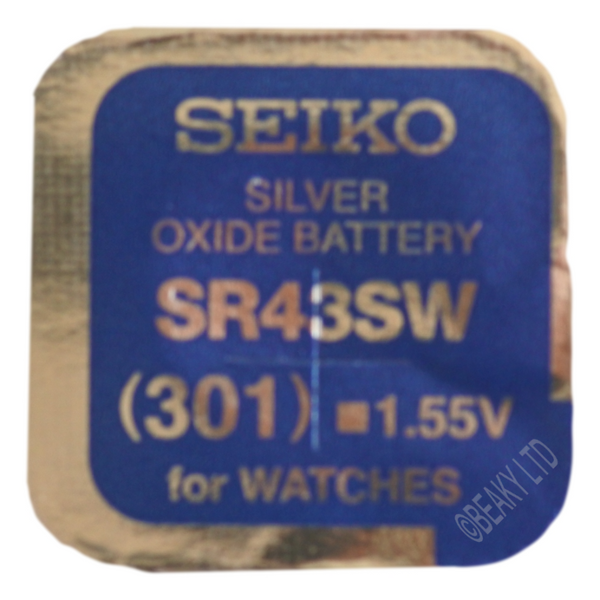 SEIKO
SILVER
OXIDE BATTERY
SR43SW
(301) ■1.55V
for WATCHES
©BEAKY LTD